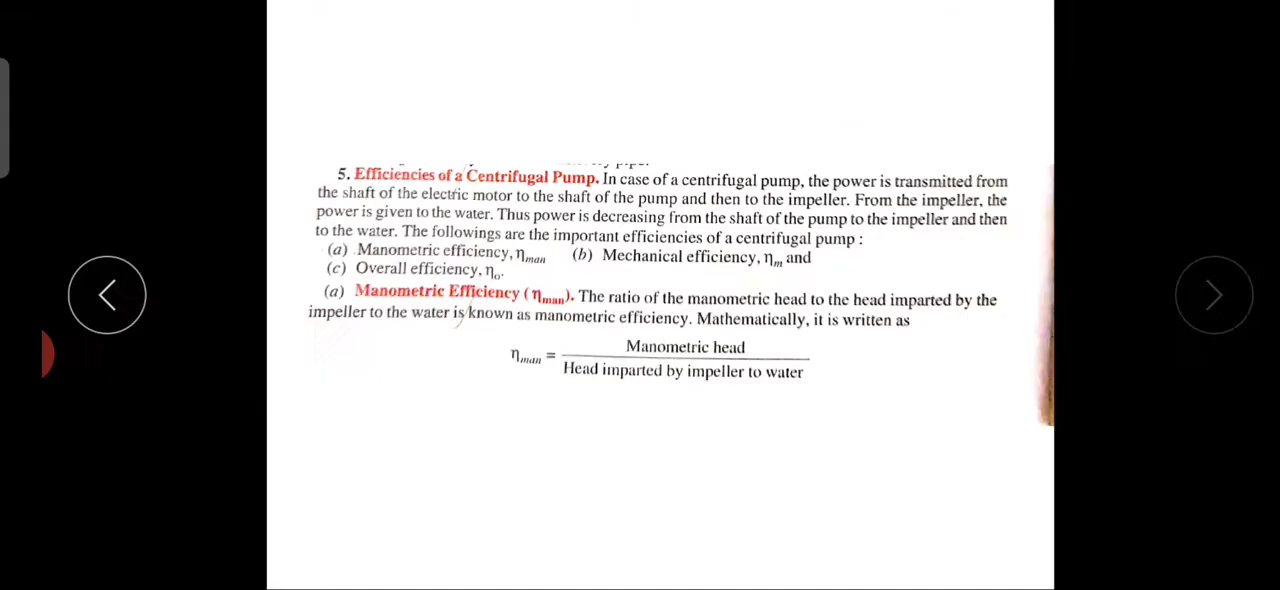 5. Efficiencies of a Centrifugal Pump. In case of a centrifugal pump, the power is transmitted from
the shaft of the electric motor to the shaft of the pump and then to the impeller. From the impeller, the
power is given to the water. Thus power is decreasing from the shaft of the pump to the impeller and then
to the water. The followings are the important efficiencies of a centrifugal pump :
(a) Manometric efficiency, ηman (b) Mechanical efficiency, ηm and
(c) Overall efficiency, ηo.
(a) Manometric Efficiency (ηman). The ratio of the manometric head to the head imparted by the
impeller to the water is known as manometric efficiency. Mathematically, it is written as
Manometric head
ηman =
Head imparted by impeller to water